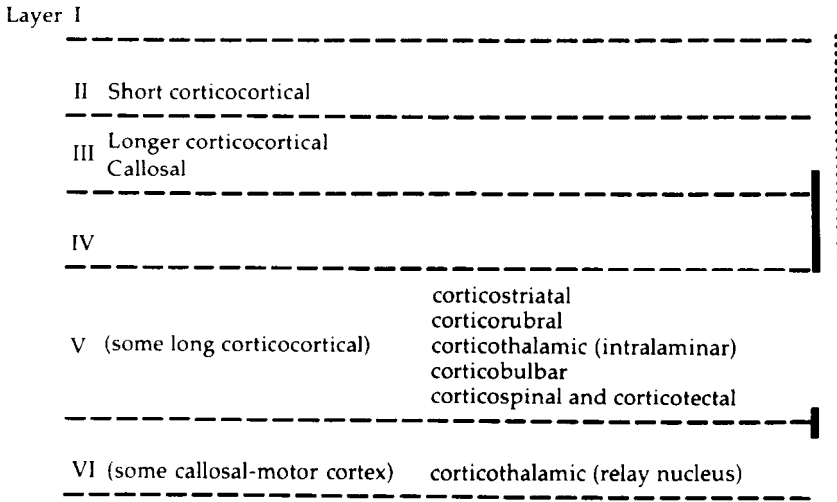 Layer I
II Short corticocortical
III Longer corticocortical
Callosal
IV
corticostriatal
corticorubral
V (some long corticocortical) corticothalamic (intralaminar)
corticobulbar
corticospinal and corticotectal
VI (some callosal-motor cortex) corticothalamic (relay nucleus)